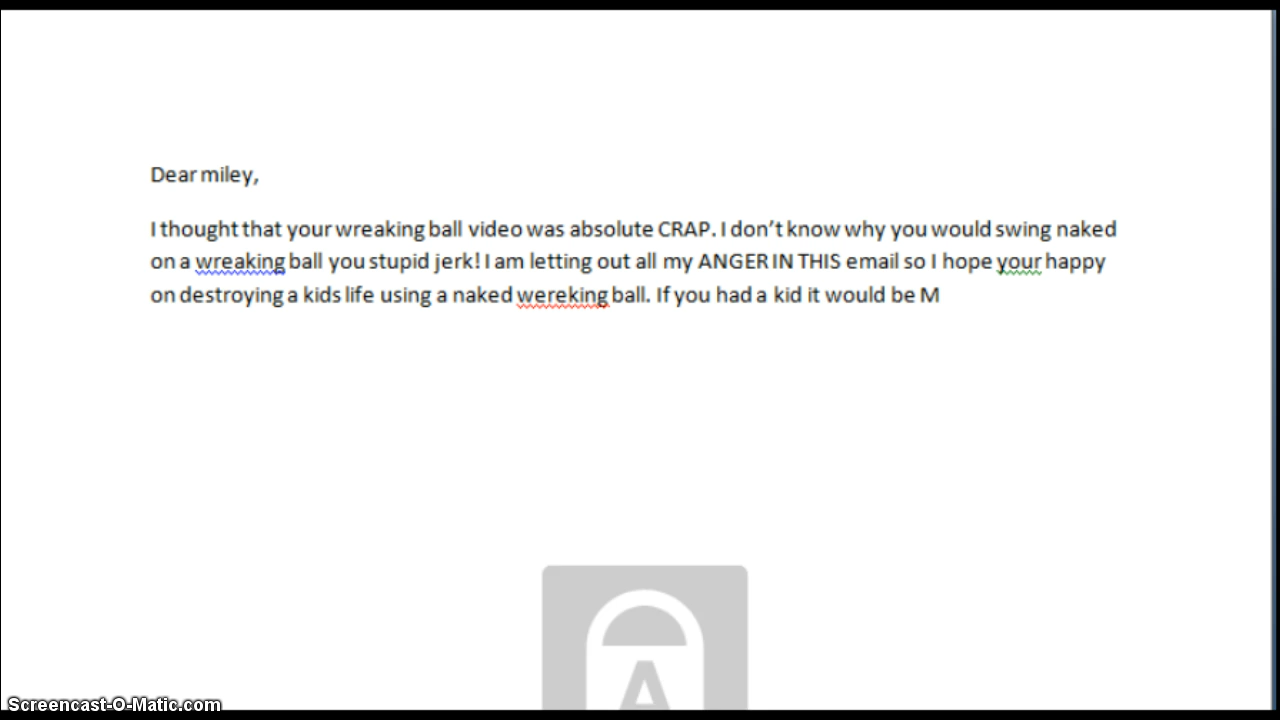 Dear miley,
I thought that your wreaking ball video was absolute CRAP. I don’t know why you would swing naked
on a wreaking ball you stupid jerk! I am letting out all my ANGER IN THIS email so I hope your happy
on destroying a kids life using a naked wereking ball. If you had a kid it would be M
A
Screencast-O-Matic.com